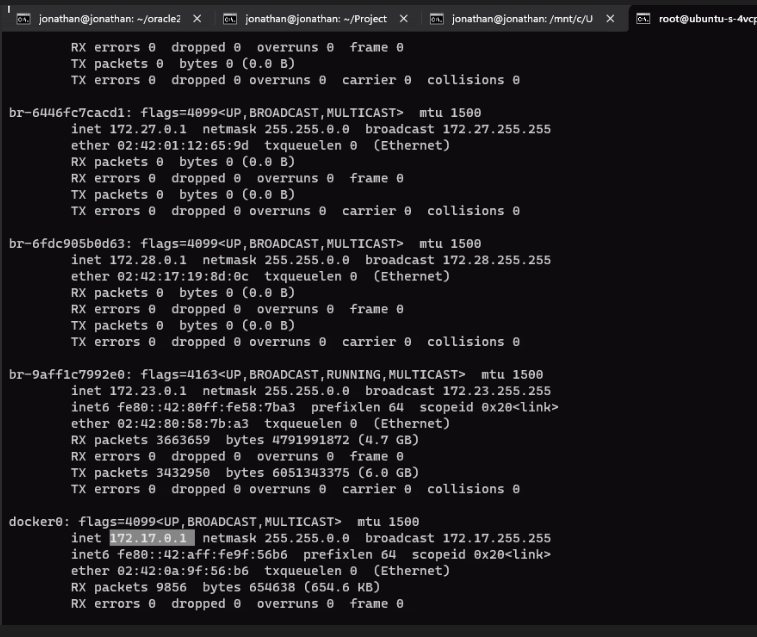 jonathan@jonathan: ~/oracle2 × jonathan@jonathan: ~/Project × jonathan@jonathan: /mnt/c/U × root@ubuntu-s-4vcp
RX errors 0  dropped 0  overruns 0  frame 0
TX packets 0  bytes 0 (0.0 B)
TX errors 0  dropped 0 overruns 0  carrier 0  collisions 0
br-6446fc7cacd1: flags=4099<UP,BROADCAST,MULTICAST>  mtu 1500
inet 172.27.0.1  netmask 255.255.0.0  broadcast 172.27.255.255
ether 02:42:01:12:65:9d  txqueuelen 0  (Ethernet)
RX packets 0  bytes 0 (0.0 B)
RX errors 0  dropped 0  overruns 0  frame 0
TX packets 0  bytes 0 (0.0 B)
TX errors 0  dropped 0 overruns 0  carrier 0  collisions 0
br-6fdc905b0d63: flags=4099<UP,BROADCAST,MULTICAST>  mtu 1500
inet 172.28.0.1  netmask 255.255.0.0  broadcast 172.28.255.255
ether 02:42:17:19:8d:0c  txqueuelen 0  (Ethernet)
RX packets 0  bytes 0 (0.0 B)
RX errors 0  dropped 0  overruns 0  frame 0
TX packets 0  bytes 0 (0.0 B)
TX errors 0  dropped 0 overruns 0  carrier 0  collisions 0
br-9aff1c7992e0: flags=4163<UP,BROADCAST,RUNNING,MULTICAST>  mtu 1500
inet 172.23.0.1  netmask 255.255.0.0  broadcast 172.23.255.255
inet6 fe80::42:80ff:fe58:7ba3  prefixlen 64  scopeid 0x20<link>
ether 02:42:80:58:7b:a3  txqueuelen 0  (Ethernet)
RX packets 3663659  bytes 4791991872 (4.7 GB)
RX errors 0  dropped 0  overruns 0  frame 0
TX packets 3432950  bytes 6051343375 (6.0 GB)
TX errors 0  dropped 0 overruns 0  carrier 0  collisions 0
docker0: flags=4099<UP,BROADCAST,MULTICAST>  mtu 1500
inet 172.17.0.1  netmask 255.255.0.0  broadcast 172.17.255.255
inet6 fe80::42:aff:fe9f:56b6  prefixlen 64  scopeid 0x20<link>
ether 02:42:0a:9f:56:b6  txqueuelen 0  (Ethernet)
RX packets 9856  bytes 654638 (654.6 KB)
RX errors 0  dropped 0  overruns 0  frame 0